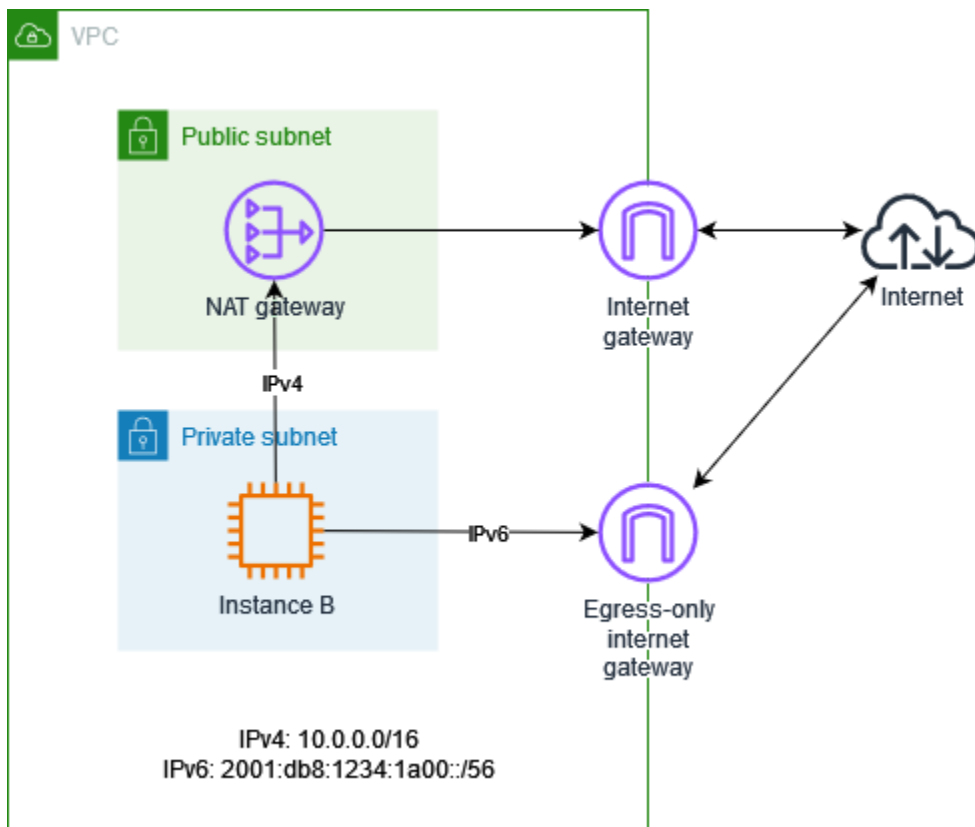 VPC
Public subnet
NAT gateway
Internet
gateway
Internet
IPv4
Private subnet
IPv6
Instance B
Egress-only
internet
gateway
IPv4: 10.0.0.0/16
IPv6: 2001:db8:1234:1a00::/56